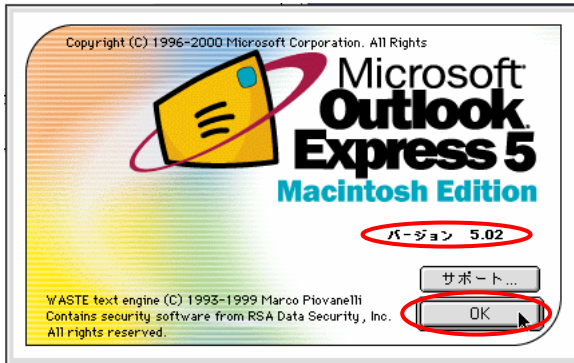 Copyright (C) 1996-2000 Microsoft Corporation. All Rights
Microsoft
Outlook
Express 5
Macintosh Edition
バージョン 5.02
サポート...
WASTE text engine (C) 1993-1999 Marco Piovanelli
Contains security software from RSA Data Security, Inc.
All rights reserved.
OK